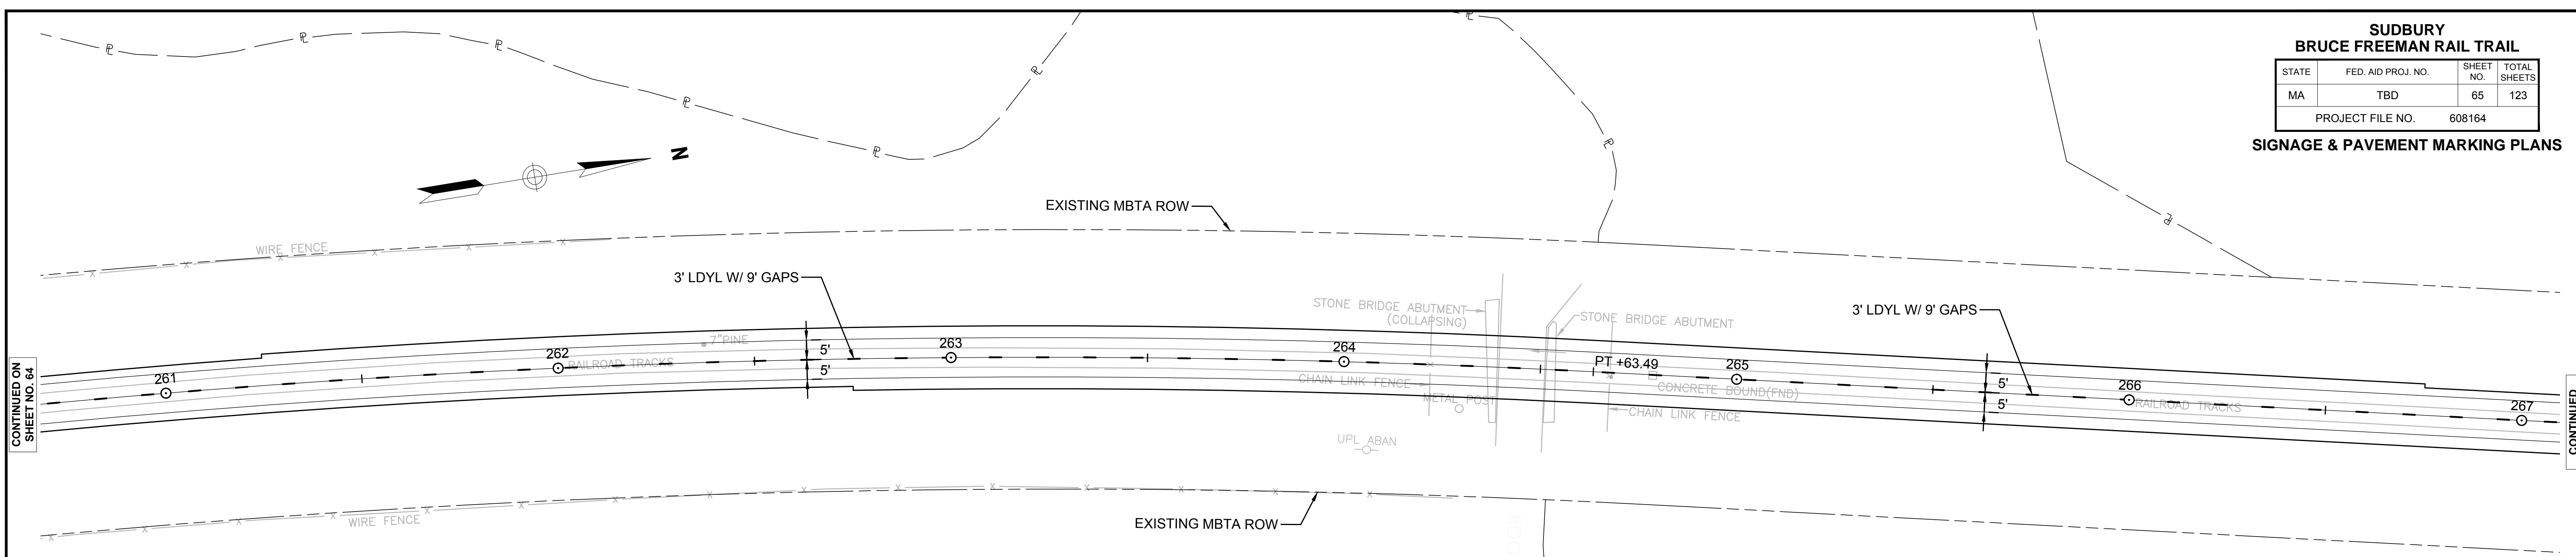 SUDBURY
BRUCE FREEMAN RAIL TRAIL
STATE FED. AID PROJ. NO. SHEET NO. TOTAL SHEETS
MA TBD 65 123
PROJECT FILE NO. 608164
SIGNAGE & PAVEMENT MARKING PLANS
N
EXISTING MBTA ROW
WIRE FENCE
3' LDYL W/ 9' GAPS
STONE BRIDGE ABUTMENT
(COLLAPSING)
STONE BRIDGE ABUTMENT
3' LDYL W/ 9' GAPS
7"PINE
5'
5'
RAILROAD TRACKS
261
262
263
264
PT +63.49
265
266
267
CHAIN LINK FENCE
METAL POST
CONCRETE BOUND(FND)
CHAIN LINK FENCE
5'
5'
RAILROAD TRACKS
UPL ABAN
CONTINUED ON
SHEET NO. 64
CONTINUED
WIRE FENCE
EXISTING MBTA ROW